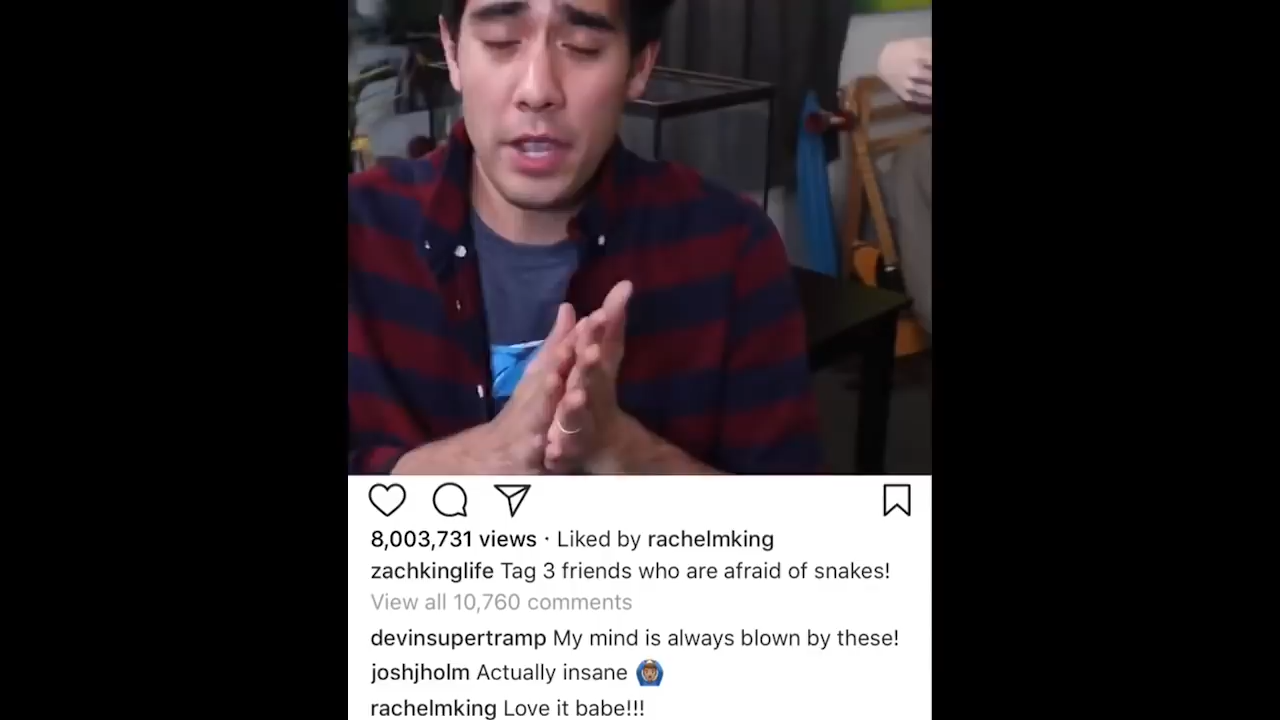 8,003,731 views · Liked by rachelmking
zachkinglife Tag 3 friends who are afraid of snakes!
View all 10,760 comments
devinsupertramp My mind is always blown by these!
joshjholm Actually insane 🙆🏽‍♂️
rachelmking Love it babe!!!